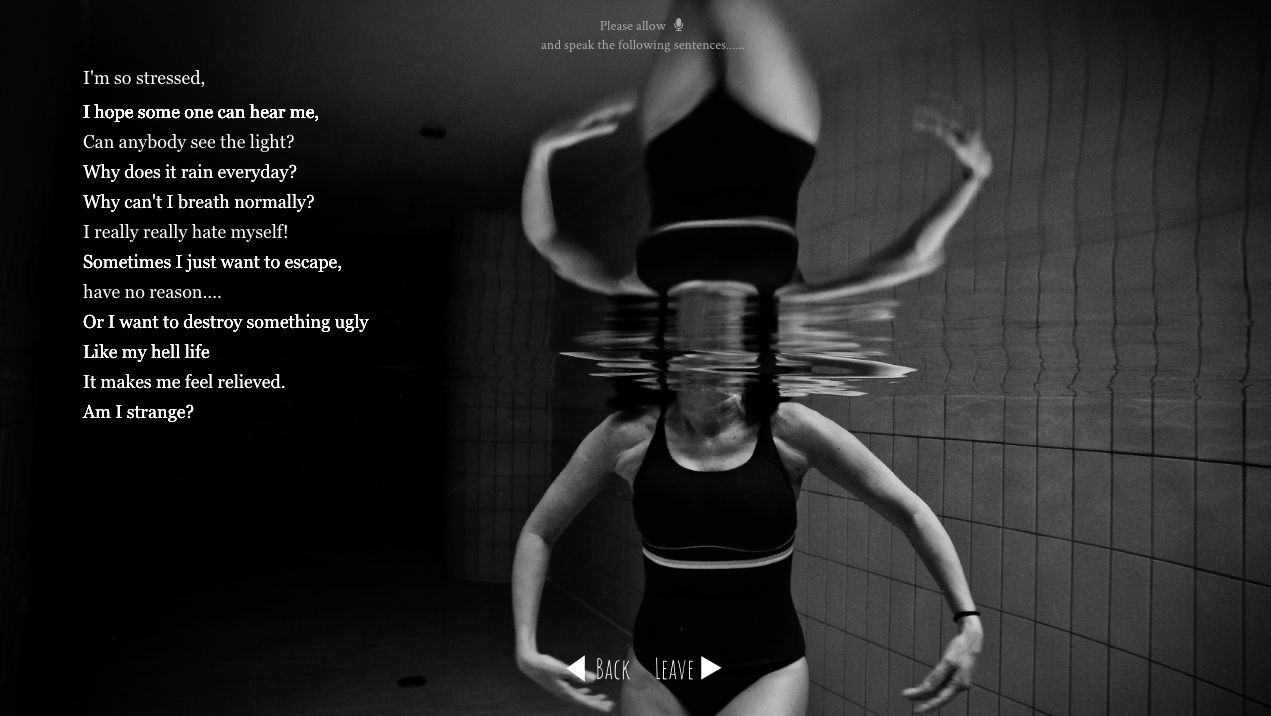 Please allow
and speak the following sentences......
I'm so stressed,
I hope some one can hear me,
Can anybody see the light?
Why does it rain everyday?
Why can't I breath normally?
I really really hate myself!
Sometimes I just want to escape,
have no reason....
Or I want to destroy something ugly
Like my hell life
It makes me feel relieved.
Am I strange?
Back Leave